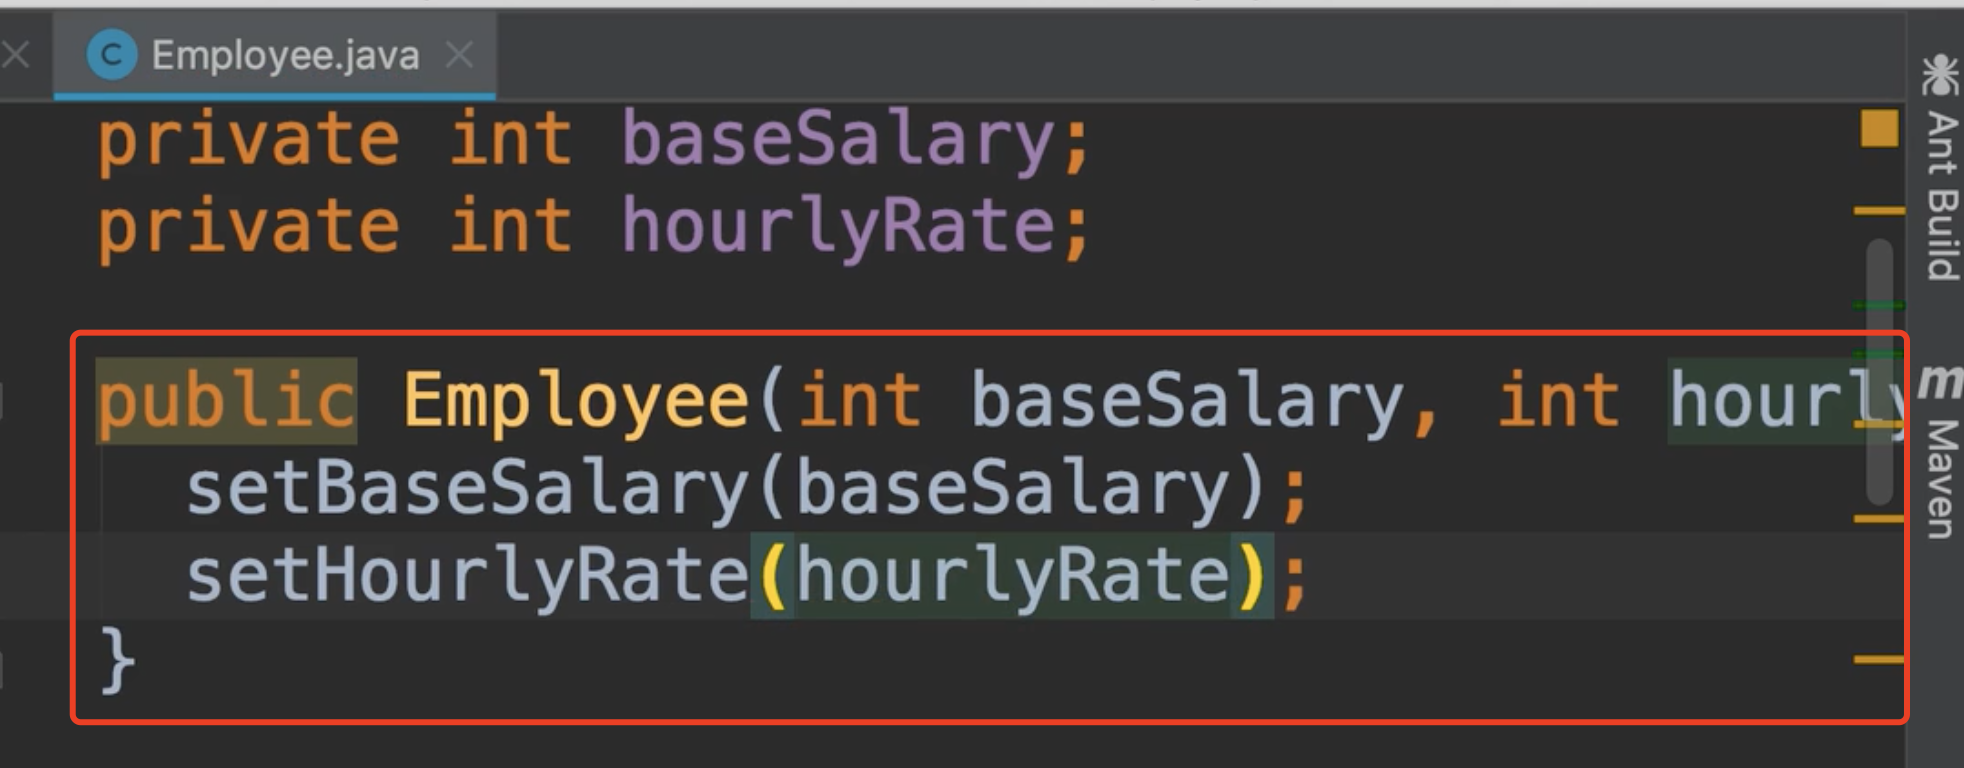 Employee.java
private int baseSalary;
private int hourlyRate;
public Employee(int baseSalary, int hourly
setBaseSalary(baseSalary);
setHourlyRate(hourlyRate);
}
Ant Build
m Maven